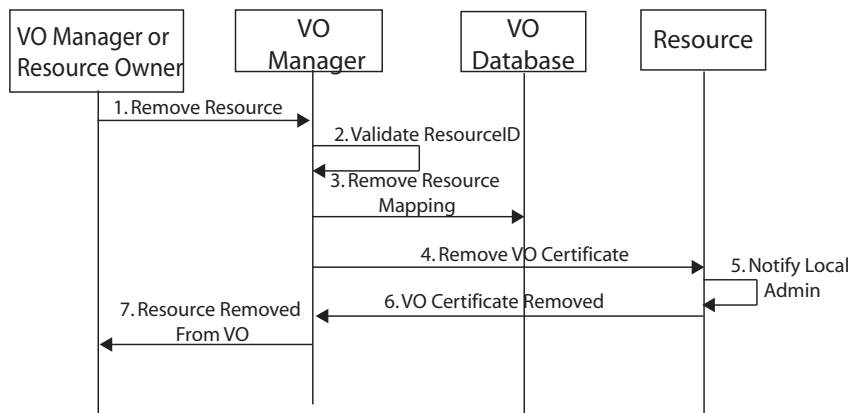 VO Manager or
Resource Owner
VO
Manager
VO
Database
Resource
1. Remove Resource
2. Validate ResourceID
3. Remove Resource
Mapping
4. Remove VO Certificate
5. Notify Local
Admin
6. VO Certificate Removed
7. Resource Removed
From VO